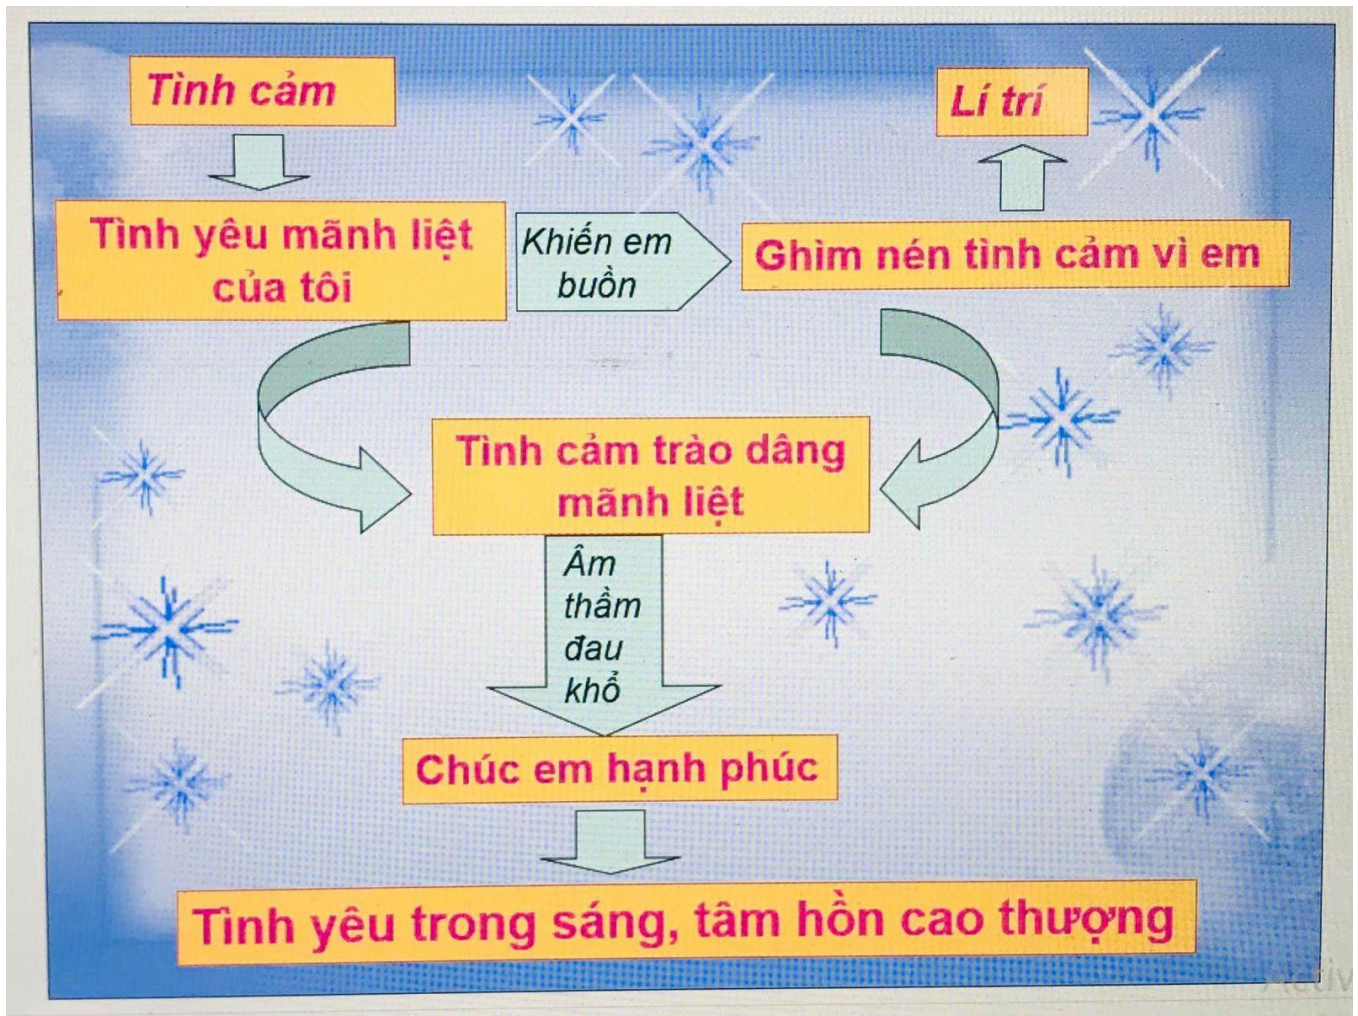 Tình cảm
Lí trí
Tình yêu mãnh liệt
của tôi
Khiến em
buồn
Ghìm nén tình cảm vì em
Tình cảm trào dâng
mãnh liệt
Âm
thầm
đau
khổ
Chúc em hạnh phúc
Tình yêu trong sáng, tâm hồn cao thượng